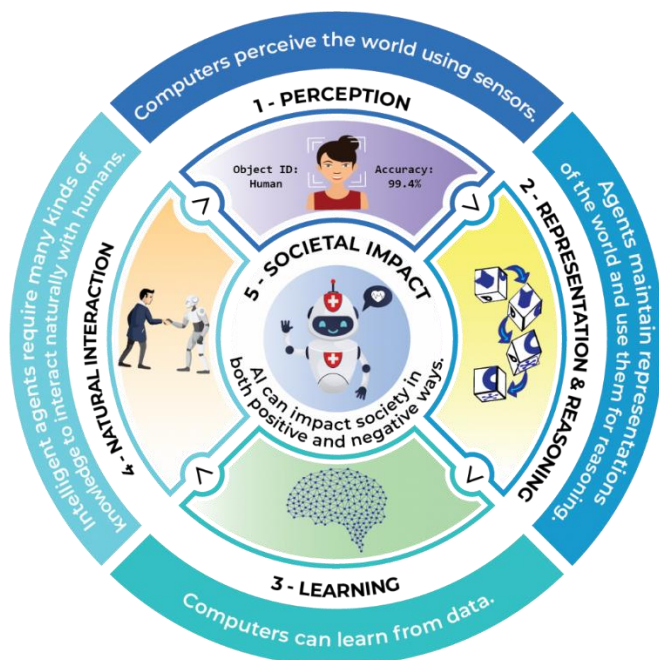 Computers perceive the world using sensors.
1 - PERCEPTION
Object ID:
Human
Accuracy:
99.4%
Agents maintain representations
of the world and use them for reasoning.
2 - REPRESENTATION & REASONING
3 - LEARNING
Computers can learn from data.
Intelligent agents require many kinds of
knowledge to interact naturally with humans.
4 - NATURAL INTERACTION
5 - SOCIETAL IMPACT
AI can impact society in
both positive and negative ways.